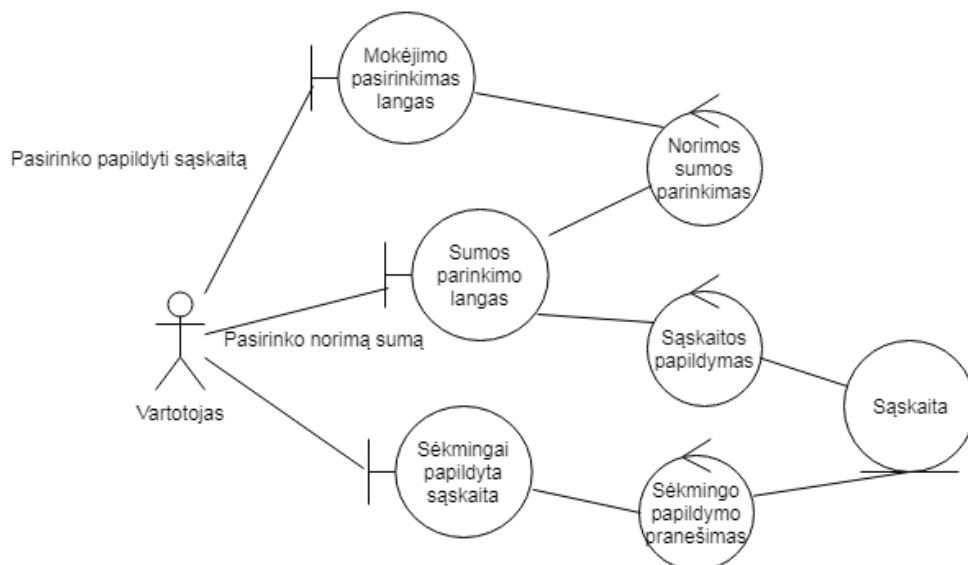 Mokėjimo
pasirinkimas
langas
Pasirinko papildyti sąskaitą
Norimos
sumos
parinkimas
Sumos
parinkimo
langas
Pasirinko norimą sumą
Sąskaitos
papildymas
Sąskaita
Vartotojas
Sėkmingai
papildyta
sąskaita
Sėkmingo
papildymo
pranešimas